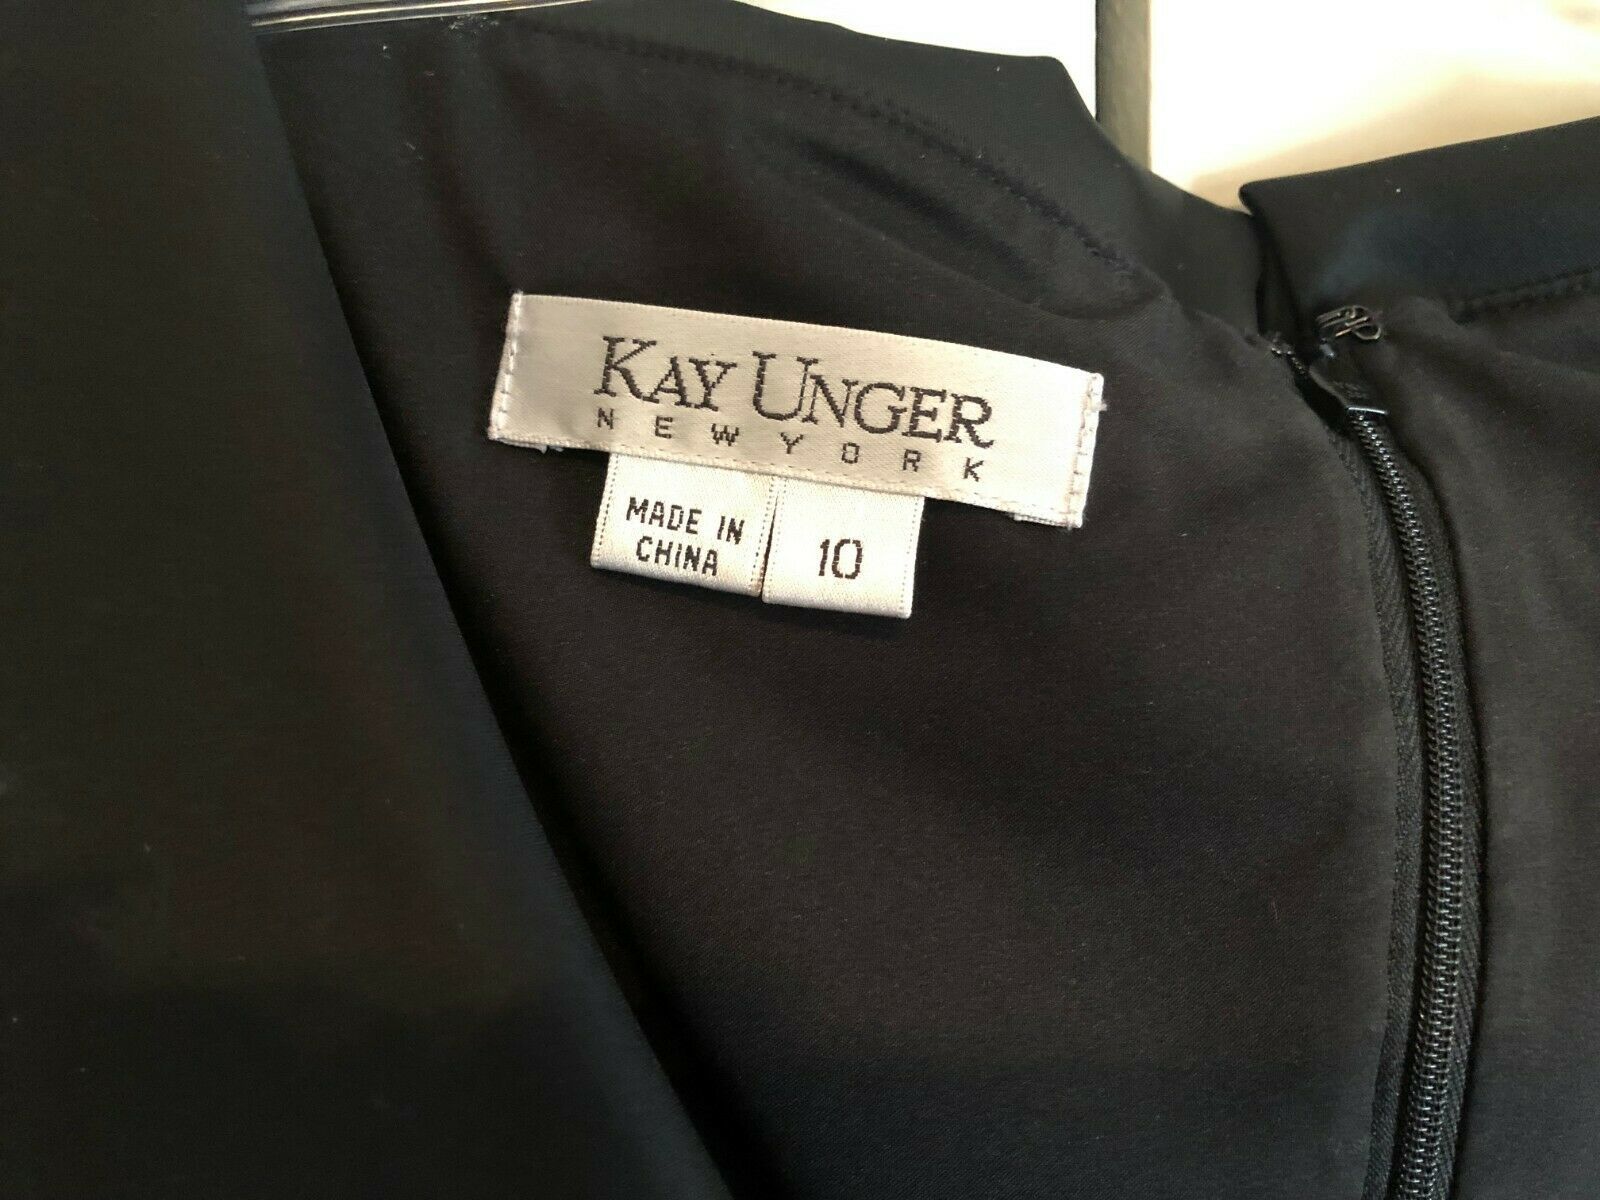 KAY UNGER
NEW YORK
MADE IN
CHINA
10